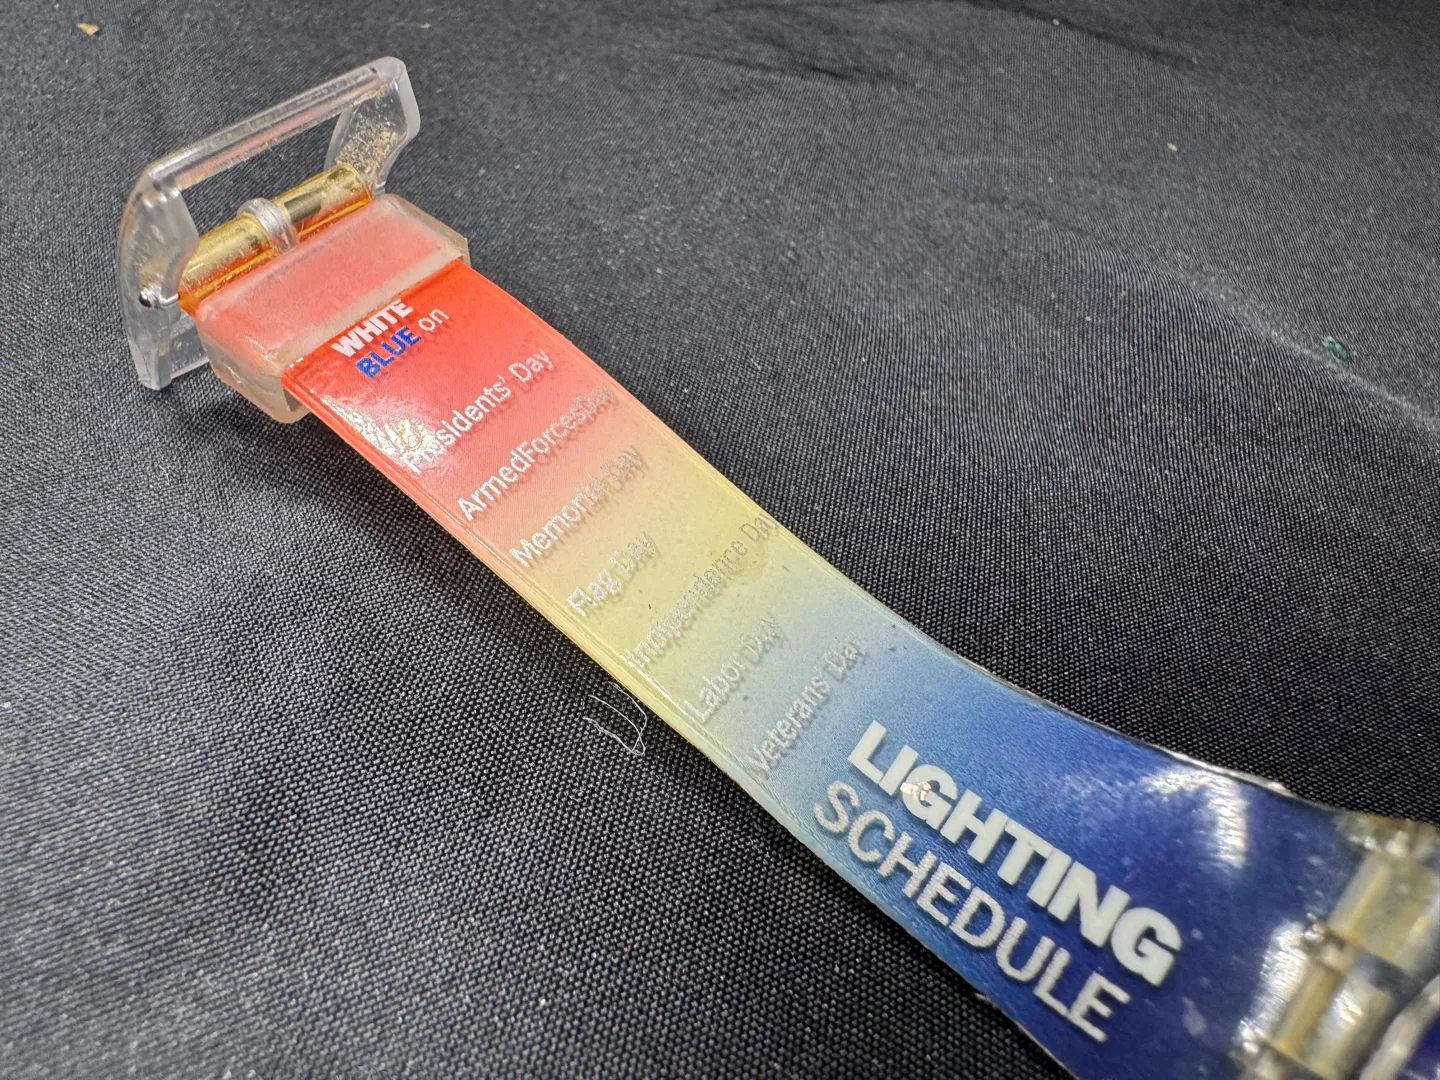 WHITE
BLUE on
Presidents' Day
ArmedForcesDay
Memorial Day
Flag Day
Independence Day
Labor Day
Veterans Day
LIGHTING
SCHEDULE